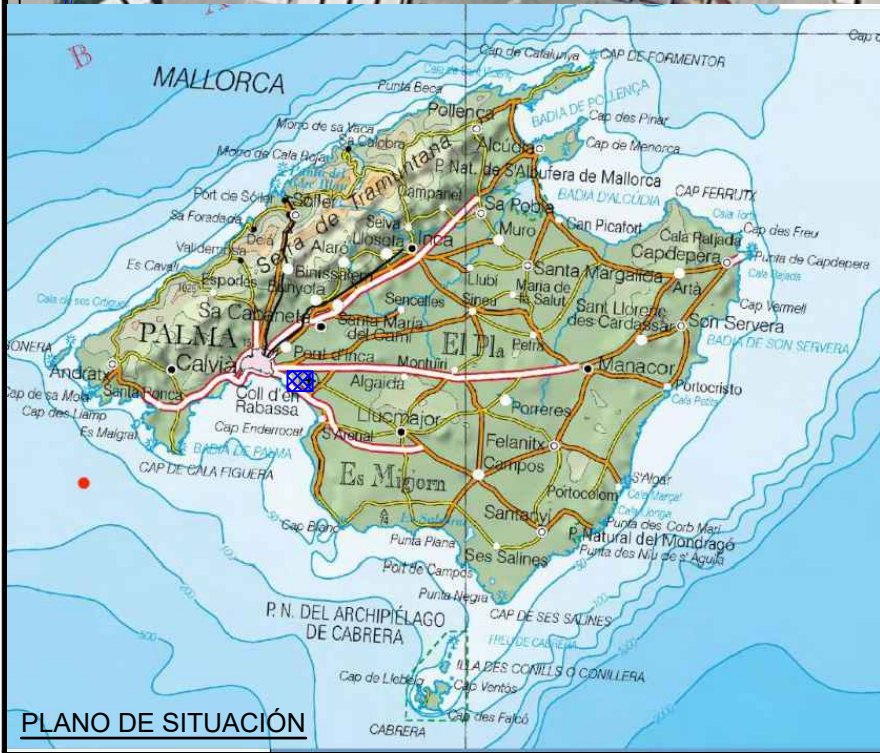 B
A
Cap de Catalunya
CAP DE FORMENTOR
MALLORCA
Punta Beca
BADIA DE POLLENÇA
Pollença
Cap des Pinar
Morro de sa Vaca
Sa Calobra
Alcúdia
Cap de Menorca
Morro de Cala Roja
P. Nat. de S'Albufera de Mallorca
Serra de Tramuntana
Campanet
BADIA D'ALCÚDIA
CAP FERRUTX
Port de Sóller
Sóller
Sa Pobla
Can Picafort
Cap des Freu
Sa Foradada
Deià
Selva
Muro
Cala Ratjada
Alaró
Lloseta
Inca
Capdepera
Punta de Capdepera
Valldemossa
Binissalem
Llubí
Santa Margalida
Artà
Es Cavall
Esporles
Bunyola
Maria de la Salut
Sencelles
Sineu
Sant Llorenç des Cardassar
Cap Vermell
Sa Cabaneta
Santa Maria del Camí
Son Servera
PALMA
El Pla
Petra
BADIA DE SON SERVERA
Calvià
Pont d'Inca
Montuïri
Manacor
Andratx
Algaida
Portocristo
Cap de sa Mola
Santa Ponça
Coll d'en Rabassa
Porreres
Cap des Llamp
Cap Enderrocat
Llucmajor
Es Malgrat
BADIA DE PALMA
S'Arenal
Felanitx
CAP DE CALA FIGUERA
Es Migjorn
Campos
S'Algar
Portocolom
Santanyí
Cap Blanc
Punta des Corb Marí
Punta Plana
P. Natural del Mondragó
Ses Salines
Punta des Niu de s'Àguila
Port de Campos
Punta Negra
CAP DE SES SALINES
P. N. DEL ARCHIPIÉLAGO
DE CABRERA
FREU DE CABRERA
ILLA DES CONILLS O CONILLERA
Cap de Llebeig
Cap Ventós
Cap des Falcó
CABRERA
PLANO DE SITUACIÓN